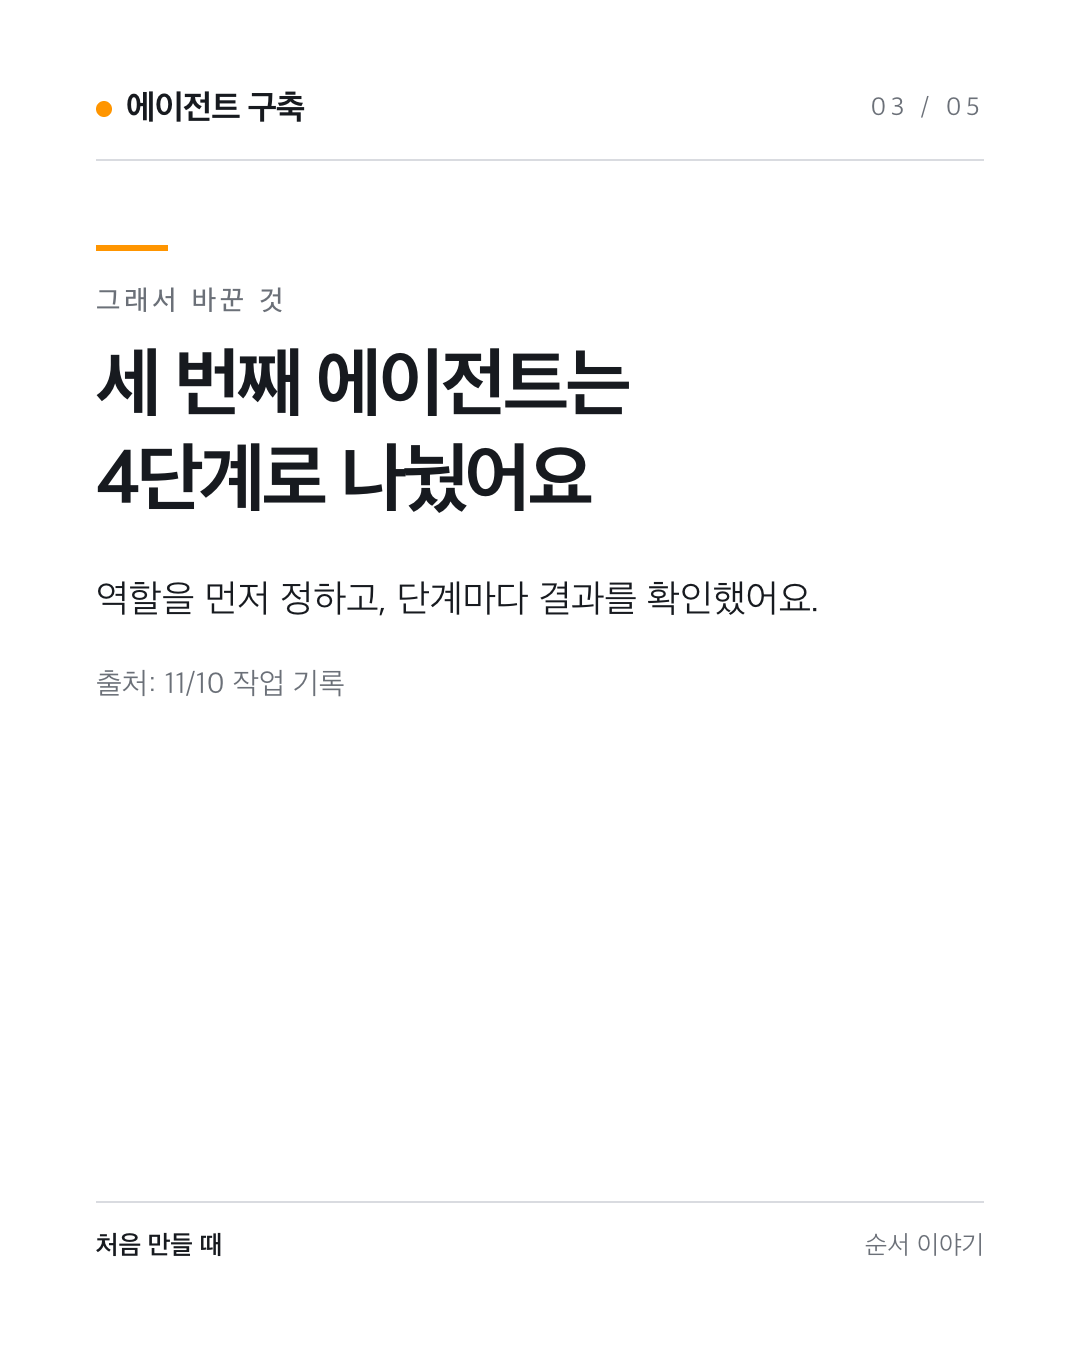 에이전트 구축
03 / 05
그래서 바꾼 것
세 번째 에이전트는
4단계로 나눴어요
역할을 먼저 정하고, 단계마다 결과를 확인했어요.
출처: 11/10 작업 기록
처음 만들 때
순서 이야기